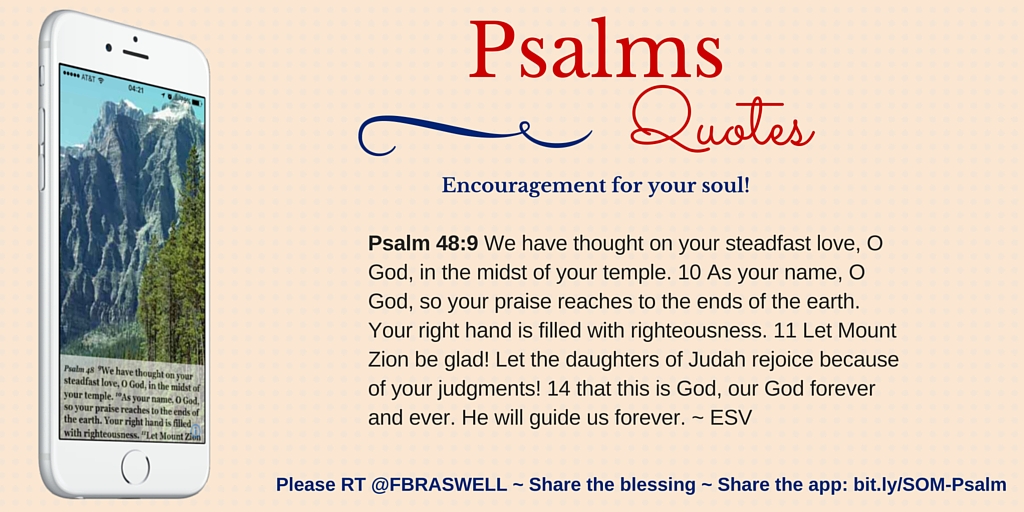 Psalms
Quotes
Encouragement for your soul!
Psalm 48:9 We have thought on your steadfast love, O
God, in the midst of your temple. 10 As your name, O
God, so your praise reaches to the ends of the earth.
Your right hand is filled with righteousness. 11 Let Mount
Zion be glad! Let the daughters of Judah rejoice because
of your judgments! 14 that this is God, our God forever
and ever. He will guide us forever. ~ ESV
AT&T 04:21
Psalm 48 ⁹We have thought on your
steadfast love, O God, in the midst of
your temple. ¹⁰As your name, O God,
so your praise reaches to the ends of
the earth. Your right hand is filled
with righteousness. ¹¹Let Mount Zion
Please RT @FBRASWELL ~ Share the blessing ~ Share the app: bit.ly/SOM-Psalm